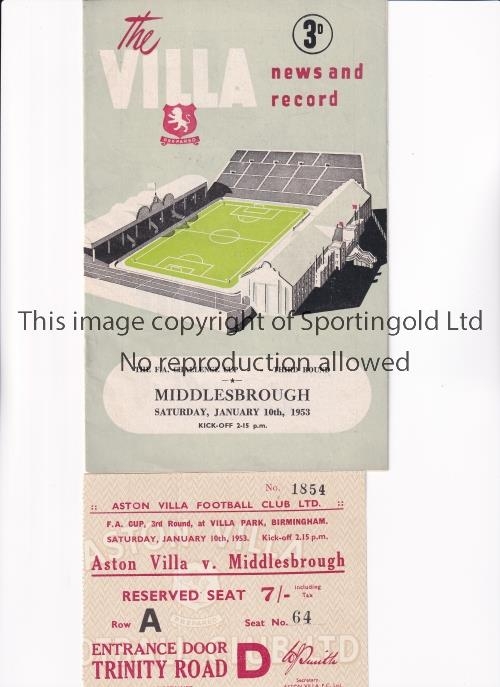 the
VILLA
3D
news and
record
PREPARED
This image copyright of Sportingold Ltd
No reproduction allowed
THE F.A. CHALLENGE CUP THIRD ROUND
MIDDLESBROUGH
SATURDAY, JANUARY 10th, 1953
KICK-OFF 2-15 p.m.
No. 1854
:: ASTON VILLA FOOTBALL CLUB LTD. ::
F.A. CUP, 3rd Round, at VILLA PARK, BIRMINGHAM.
SATURDAY, JANUARY 10th, 1953. Kick-off 2.15 p.m.
Aston Villa v. Middlesbrough
RESERVED SEAT 7/- including Tax
Row A Seat No. 64
ENTRANCE DOOR
TRINITY ROAD D
Secretary
ASTON VILLA F.C. Ltd